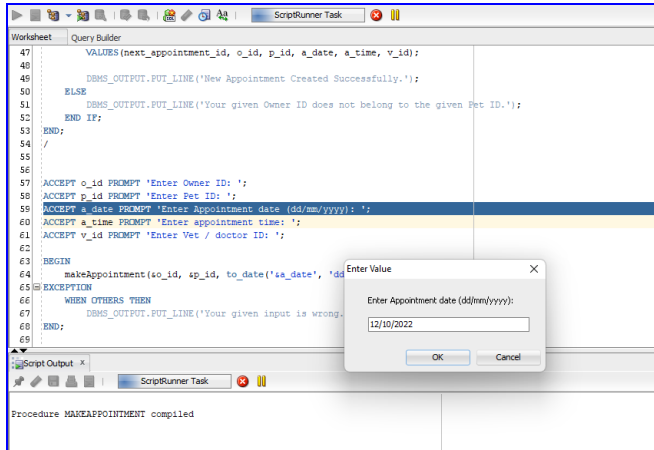 ScriptRunner Task
Worksheet Query Builder
47 VALUES(next_appointment_id, o_id, p_id, a_date, a_time, v_id);
48
49 DBMS_OUTPUT.PUT_LINE('New Appointment Created Successfully.');
50 ELSE
51 DBMS_OUTPUT.PUT_LINE('Your given Owner ID does not belong to the given Pet ID.');
52 END IF;
53 END;
54 /
55
56
57 ACCEPT o_id PROMPT 'Enter Owner ID: ';
58 ACCEPT p_id PROMPT 'Enter Pet ID: ';
59 ACCEPT a_date PROMPT 'Enter Appointment date (dd/mm/yyyy): ';
60 ACCEPT a_time PROMPT 'Enter appointment time: ';
61 ACCEPT v_id PROMPT 'Enter Vet / doctor ID: ';
62
63 BEGIN
64 makeAppointment(&o_id, &p_id, to_date('&a_date', 'dd
65 EXCEPTION
66 WHEN OTHERS THEN
67 DBMS_OUTPUT.PUT_LINE('Your given input is wrong.
68 END;
69
Enter Value
Enter Appointment date (dd/mm/yyyy):
12/10/2022
OK Cancel
Script Output x
ScriptRunner Task
Procedure MAKEAPPOINTMENT compiled